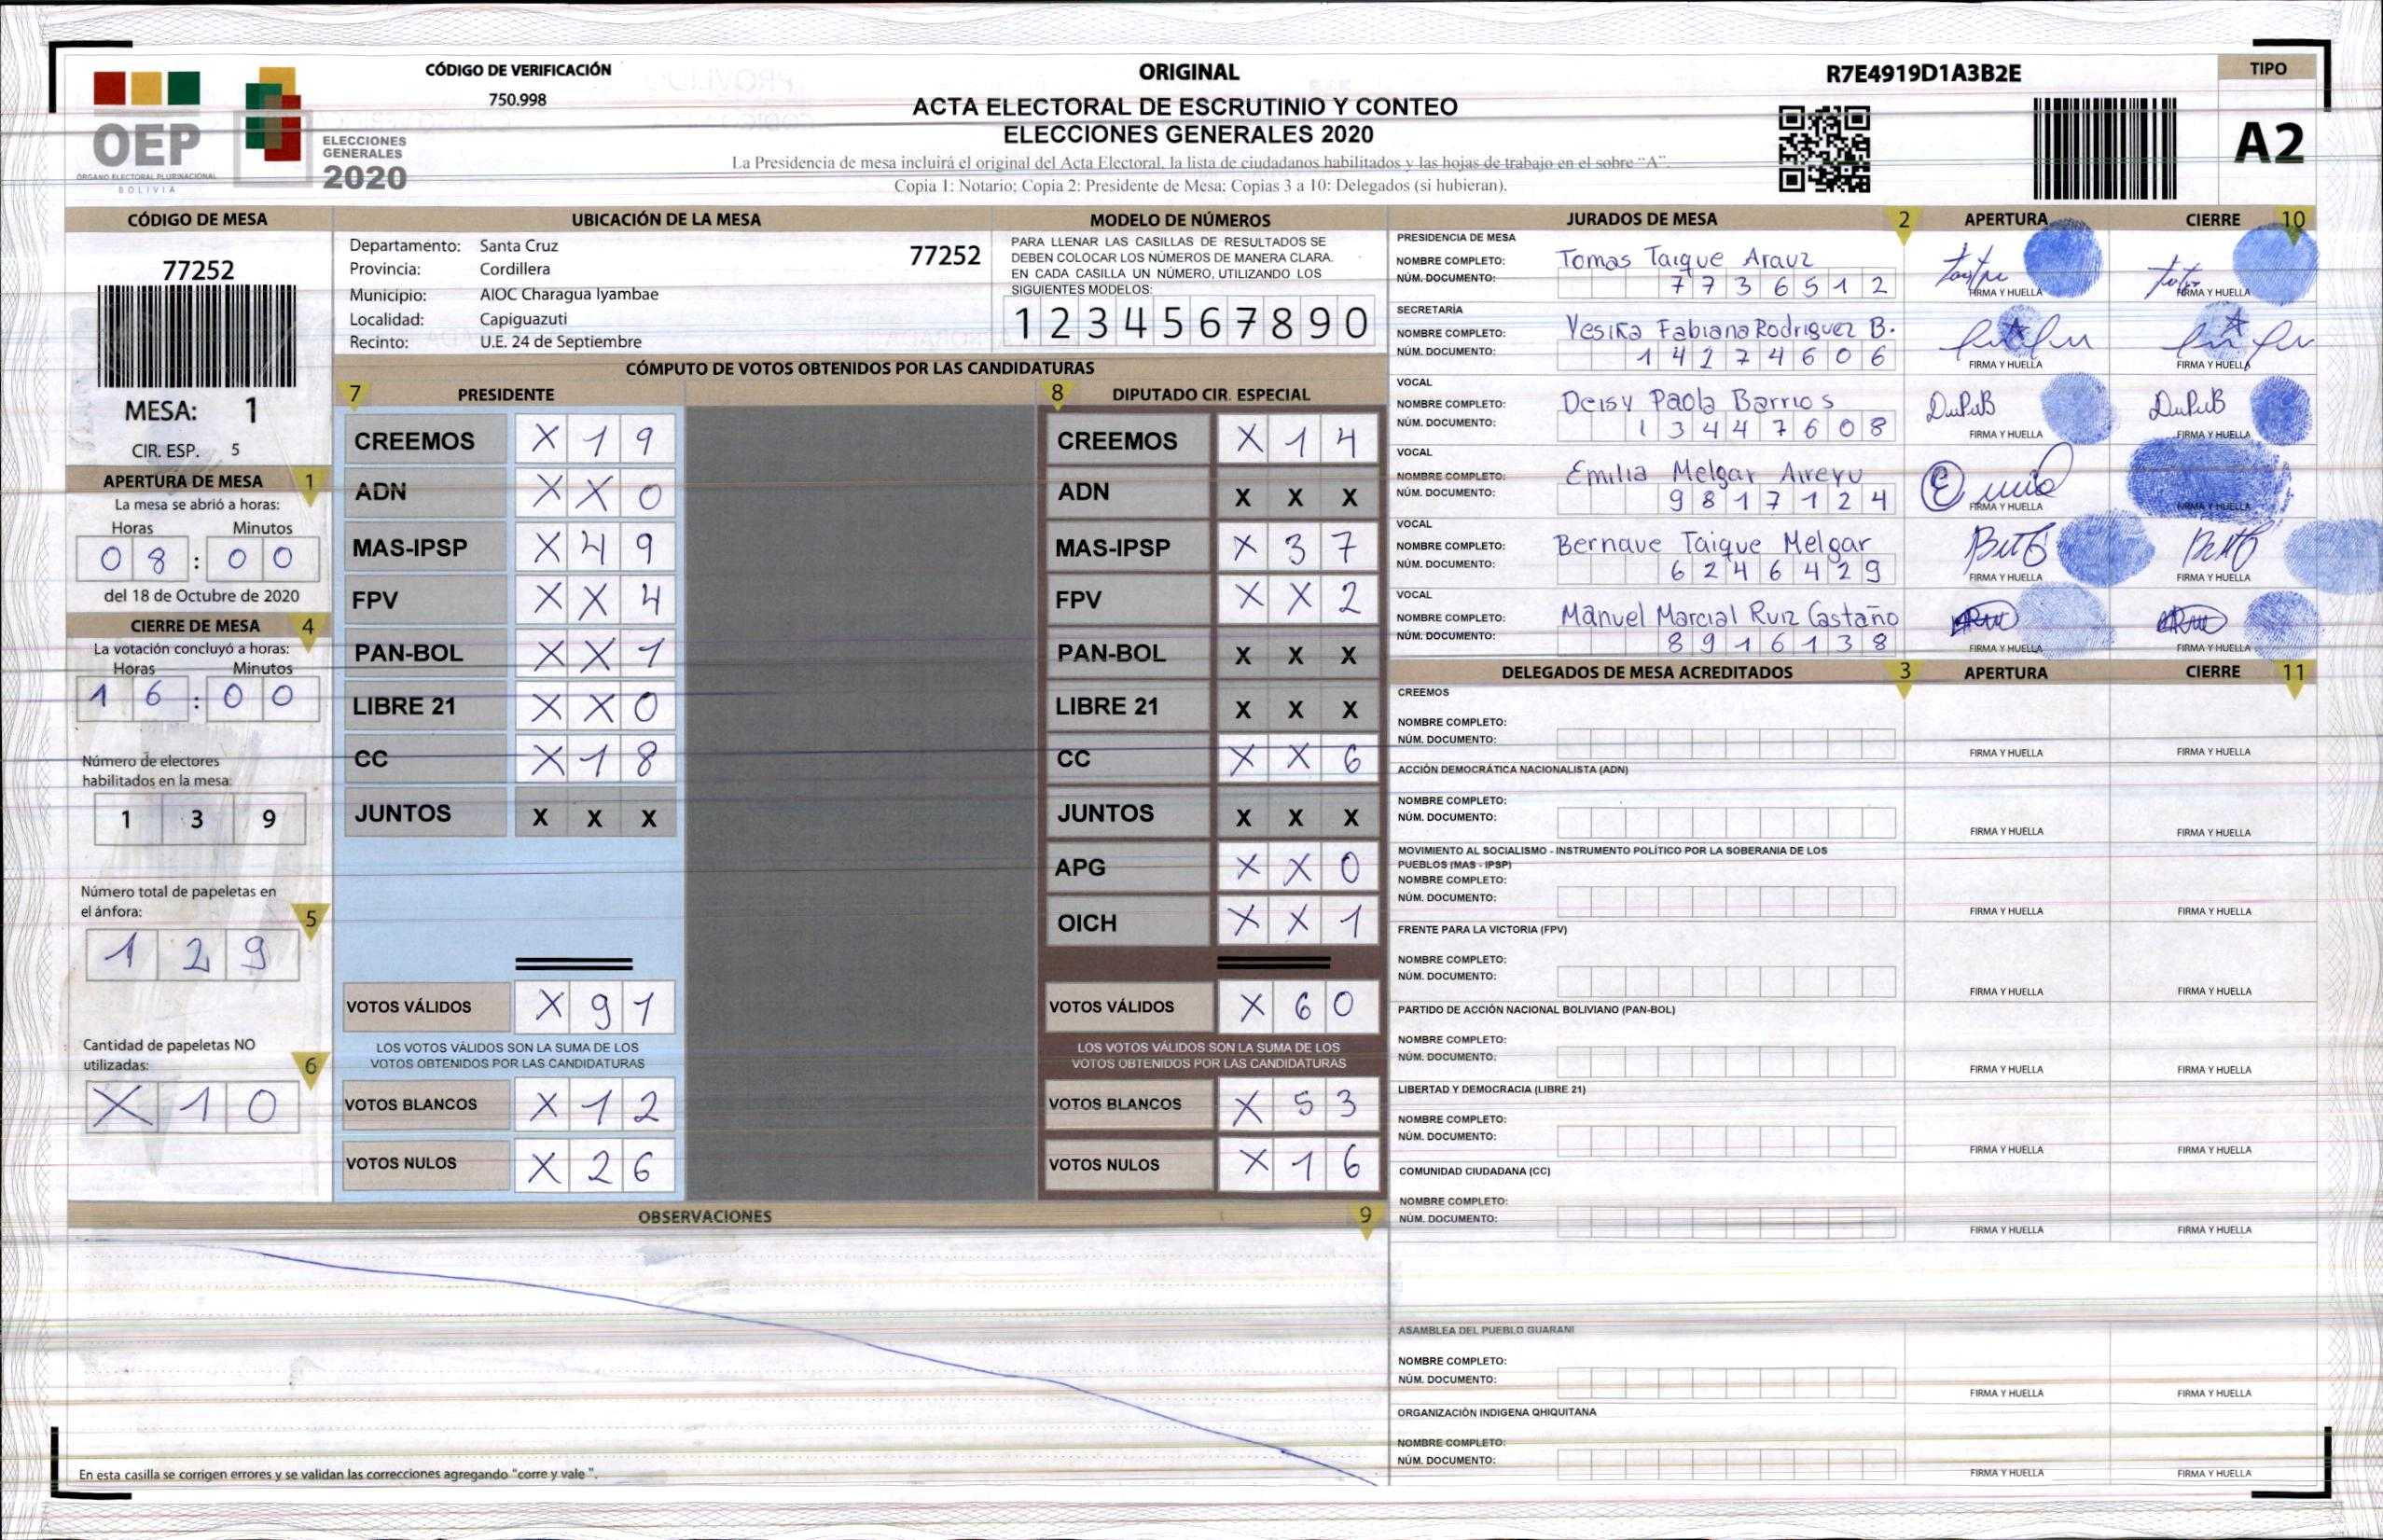 OEP
ÓRGANO ELECTORAL PLURINACIONAL
BOLIVIA
ELECCIONES
GENERALES
2020
CÓDIGO DE VERIFICACIÓN
750.998
ORIGINAL
ACTA ELECTORAL DE ESCRUTINIO Y CONTEO
ELECCIONES GENERALES 2020
La Presidencia de mesa incluirá el original del Acta Electoral, la lista de ciudadanos habilitados y las hojas de trabajo en el sobre "A".
Copia 1: Notario; Copia 2: Presidente de Mesa; Copias 3 a 10: Delegados (si hubieran).
R7E4919D1A3B2E
TIPO
A2
CÓDIGO DE MESA
77252
MESA: 1
CIR. ESP. 5
APERTURA DE MESA 1
La mesa se abrió a horas:
Horas Minutos
0 8 : 0 0
del 18 de Octubre de 2020
CIERRE DE MESA 4
La votación concluyó a horas:
Horas Minutos
1 6 : 0 0
Número de electores
habilitados en la mesa:
1 3 9
Número total de papeletas en
el ánfora:
5
1 2 9
Cantidad de papeletas NO
utilizadas:
6
X 1 0
UBICACIÓN DE LA MESA
Departamento: Santa Cruz
77252
Provincia: Cordillera
Municipio: AIOC Charagua Iyambae
Localidad: Capiguazuti
Recinto: U.E. 24 de Septiembre
MODELO DE NÚMEROS
PARA LLENAR LAS CASILLAS DE RESULTADOS SE
DEBEN COLOCAR LOS NÚMEROS DE MANERA CLARA.
EN CADA CASILLA UN NÚMERO, UTILIZANDO LOS
SIGUIENTES MODELOS:
1 2 3 4 5 6 7 8 9 0
CÓMPUTO DE VOTOS OBTENIDOS POR LAS CANDIDATURAS
7 PRESIDENTE
CREEMOS X 1 9
ADN X X 0
MAS-IPSP X 4 9
FPV X X 4
PAN-BOL X X 1
LIBRE 21 X X 0
CC X 1 8
JUNTOS X X X
VOTOS VÁLIDOS X 9 1
LOS VOTOS VÁLIDOS SON LA SUMA DE LOS
VOTOS OBTENIDOS POR LAS CANDIDATURAS
VOTOS BLANCOS X 1 2
VOTOS NULOS X 2 6
8 DIPUTADO CIR. ESPECIAL
CREEMOS X 1 4
ADN X X X
MAS-IPSP X 3 7
FPV X X 2
PAN-BOL X X X
LIBRE 21 X X X
CC X X 6
JUNTOS X X X
APG X X 0
OICH X X 1
VOTOS VÁLIDOS X 6 0
LOS VOTOS VÁLIDOS SON LA SUMA DE LOS
VOTOS OBTENIDOS POR LAS CANDIDATURAS
VOTOS BLANCOS X 5 3
VOTOS NULOS X 1 6
OBSERVACIONES 9
En esta casilla se corrigen errores y se validan las correcciones agregando "corre y vale".
JURADOS DE MESA 2 APERTURA CIERRE 10
PRESIDENCIA DE MESA
NOMBRE COMPLETO: Tomas Taique Arauz
NÚM. DOCUMENTO: 7 7 3 6 5 1 2
FIRMA Y HUELLA FIRMA Y HUELLA
SECRETARÍA
NOMBRE COMPLETO: Yesika Fabiana Rodriguez B.
NÚM. DOCUMENTO: 1 4 2 7 4 6 0 6
FIRMA Y HUELLA FIRMA Y HUELLA
VOCAL
NOMBRE COMPLETO: Deisy Paola Barrios
NÚM. DOCUMENTO: 1 3 4 4 7 6 0 8
FIRMA Y HUELLA FIRMA Y HUELLA
VOCAL
NOMBRE COMPLETO: Emilia Melgar Aireyu
NÚM. DOCUMENTO: 9 8 1 7 1 2 4
FIRMA Y HUELLA FIRMA Y HUELLA
VOCAL
NOMBRE COMPLETO: Bernave Taique Melgar
NÚM. DOCUMENTO: 6 2 4 6 4 2 9
FIRMA Y HUELLA FIRMA Y HUELLA
VOCAL
NOMBRE COMPLETO: Manuel Marcial Ruiz Castaño
NÚM. DOCUMENTO: 8 9 1 6 1 3 8
FIRMA Y HUELLA FIRMA Y HUELLA
DELEGADOS DE MESA ACREDITADOS 3 APERTURA CIERRE 11
CREEMOS
NOMBRE COMPLETO:
NÚM. DOCUMENTO:
FIRMA Y HUELLA FIRMA Y HUELLA
ACCIÓN DEMOCRÁTICA NACIONALISTA (ADN)
NOMBRE COMPLETO:
NÚM. DOCUMENTO:
FIRMA Y HUELLA FIRMA Y HUELLA
MOVIMIENTO AL SOCIALISMO - INSTRUMENTO POLÍTICO POR LA SOBERANIA DE LOS
PUEBLOS (MAS - IPSP)
NOMBRE COMPLETO:
NÚM. DOCUMENTO:
FIRMA Y HUELLA FIRMA Y HUELLA
FRENTE PARA LA VICTORIA (FPV)
NOMBRE COMPLETO:
NÚM. DOCUMENTO:
FIRMA Y HUELLA FIRMA Y HUELLA
PARTIDO DE ACCIÓN NACIONAL BOLIVIANO (PAN-BOL)
NOMBRE COMPLETO:
NÚM. DOCUMENTO:
FIRMA Y HUELLA FIRMA Y HUELLA
LIBERTAD Y DEMOCRACIA (LIBRE 21)
NOMBRE COMPLETO:
NÚM. DOCUMENTO:
FIRMA Y HUELLA FIRMA Y HUELLA
COMUNIDAD CIUDADANA (CC)
NOMBRE COMPLETO:
NÚM. DOCUMENTO:
FIRMA Y HUELLA FIRMA Y HUELLA
ASAMBLEA DEL PUEBLO GUARANI
NOMBRE COMPLETO:
NÚM. DOCUMENTO:
FIRMA Y HUELLA FIRMA Y HUELLA
ORGANIZACIÓN INDIGENA QHIQUITANA
NOMBRE COMPLETO:
NÚM. DOCUMENTO:
FIRMA Y HUELLA FIRMA Y HUELLA